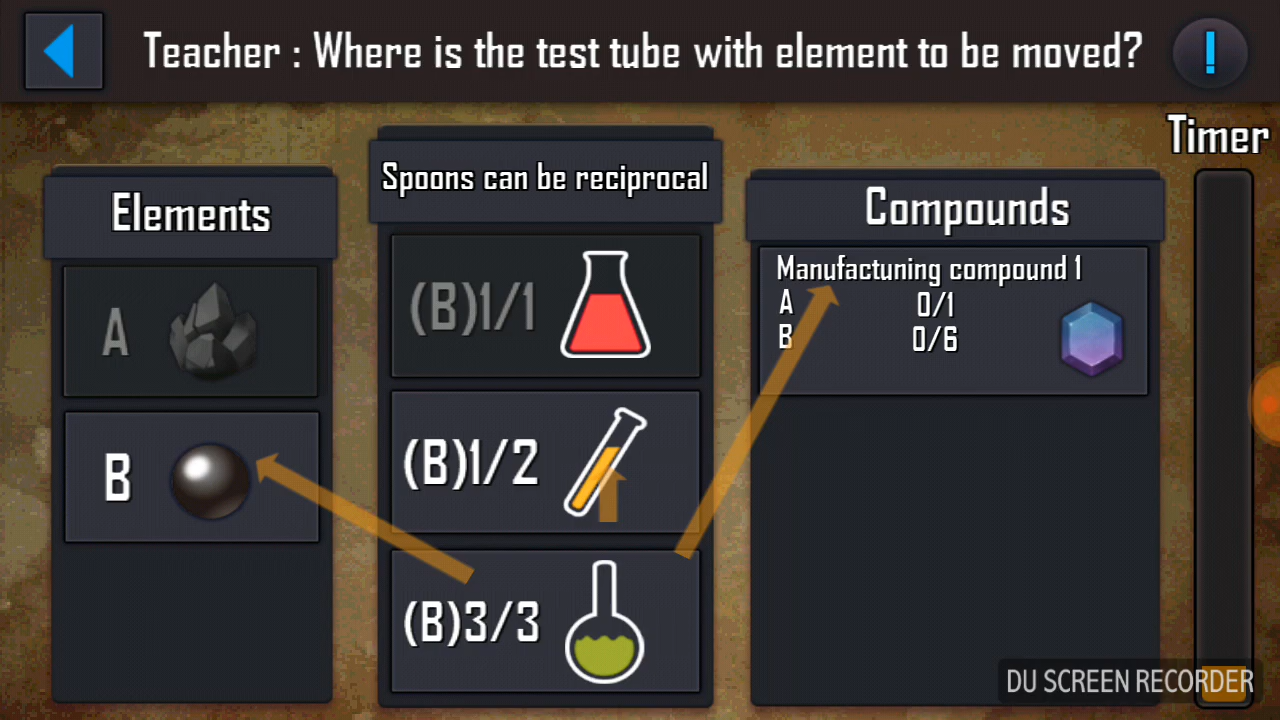 Teacher : Where is the test tube with element to be moved?
!
Timer
Elements
A
B
Spoons can be reciprocal
(B)1/1
(B)1/2
(B)3/3
Compounds
Manufactuning compound 1
A 0/1
B 0/6
DU SCREEN RECORDER